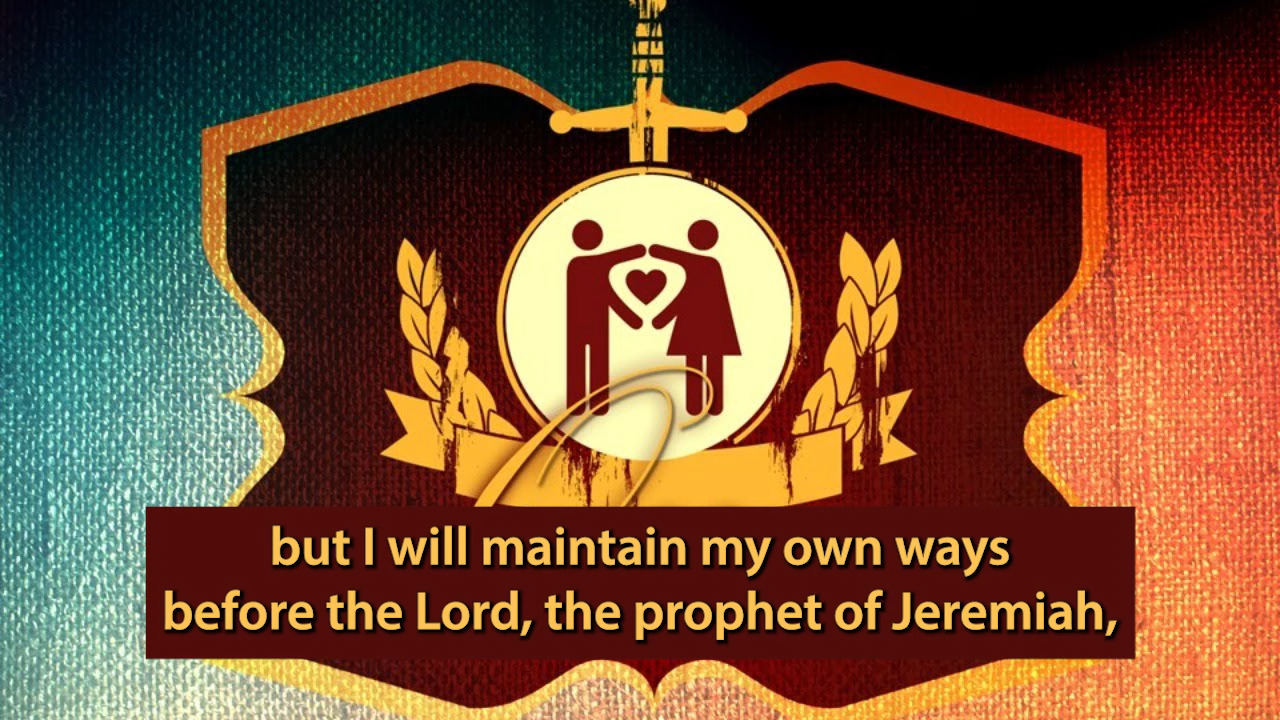 but I will maintain my own ways
before the Lord, the prophet of Jeremiah,